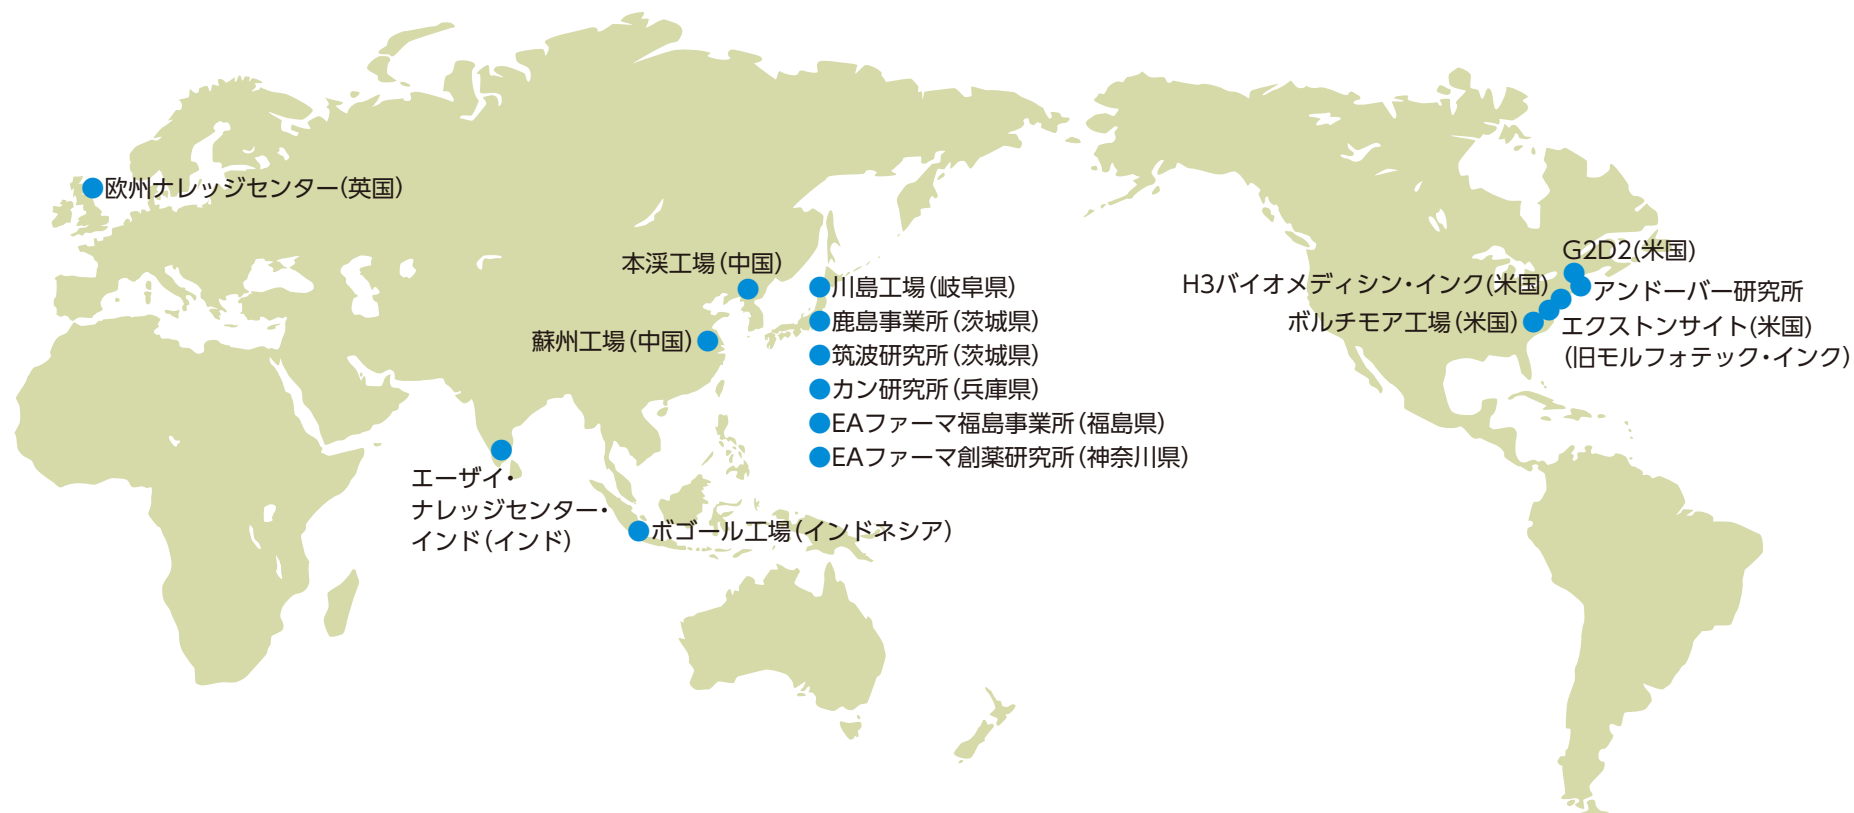 欧州ナレッジセンター(英国)
本渓工場(中国)
蘇州工場(中国)
川島工場(岐阜県)
鹿島事業所(茨城県)
筑波研究所(茨城県)
カン研究所(兵庫県)
EAファーマ福島事業所(福島県)
EAファーマ創薬研究所(神奈川県)
エーザイ・
ナレッジセンター・
インド(インド)
ボゴール工場(インドネシア)
G2D2(米国)
H3バイオメディシン・インク(米国)
アンドーバー研究所
ボルチモア工場(米国)
エクストンサイト(米国)
(旧モルフォテック・インク)